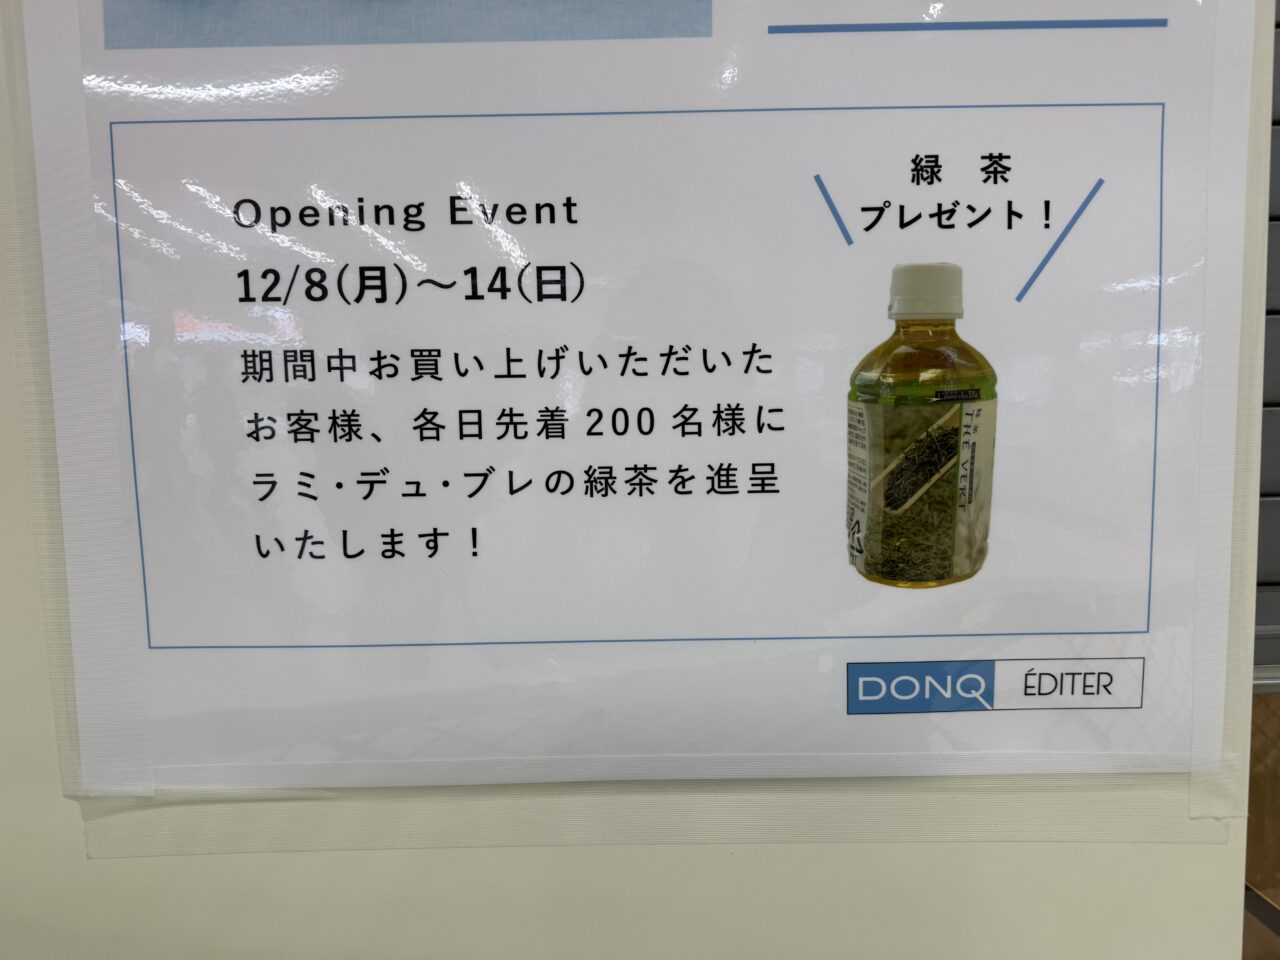 Opening Event
12/8(月)～14(日)
期間中お買い上げいただいた
お客様、各日先着200名様に
ラミ・デュ・ブレの緑茶を進呈
いたします！
緑 茶
プレゼント！
緑茶
THÉ VERT
DONQ ÉDITER